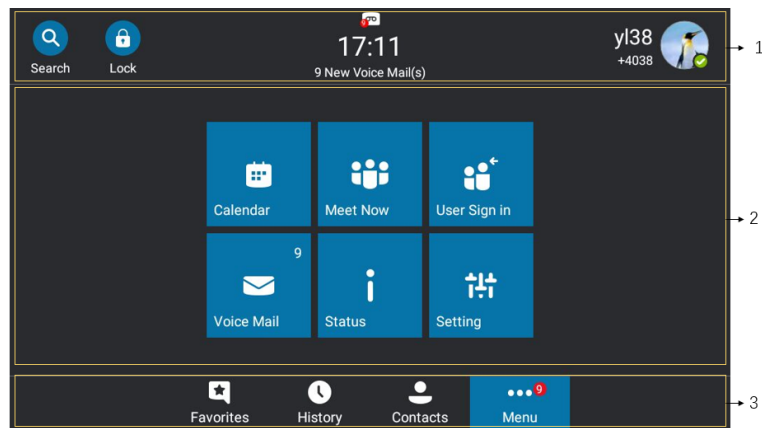 9
17:11
9 New Voice Mail(s)
Search
Lock
yl38
+4038
1
Calendar
Meet Now
User Sign in
2
9
Voice Mail
Status
Setting
9
Favorites
History
Contacts
Menu
3